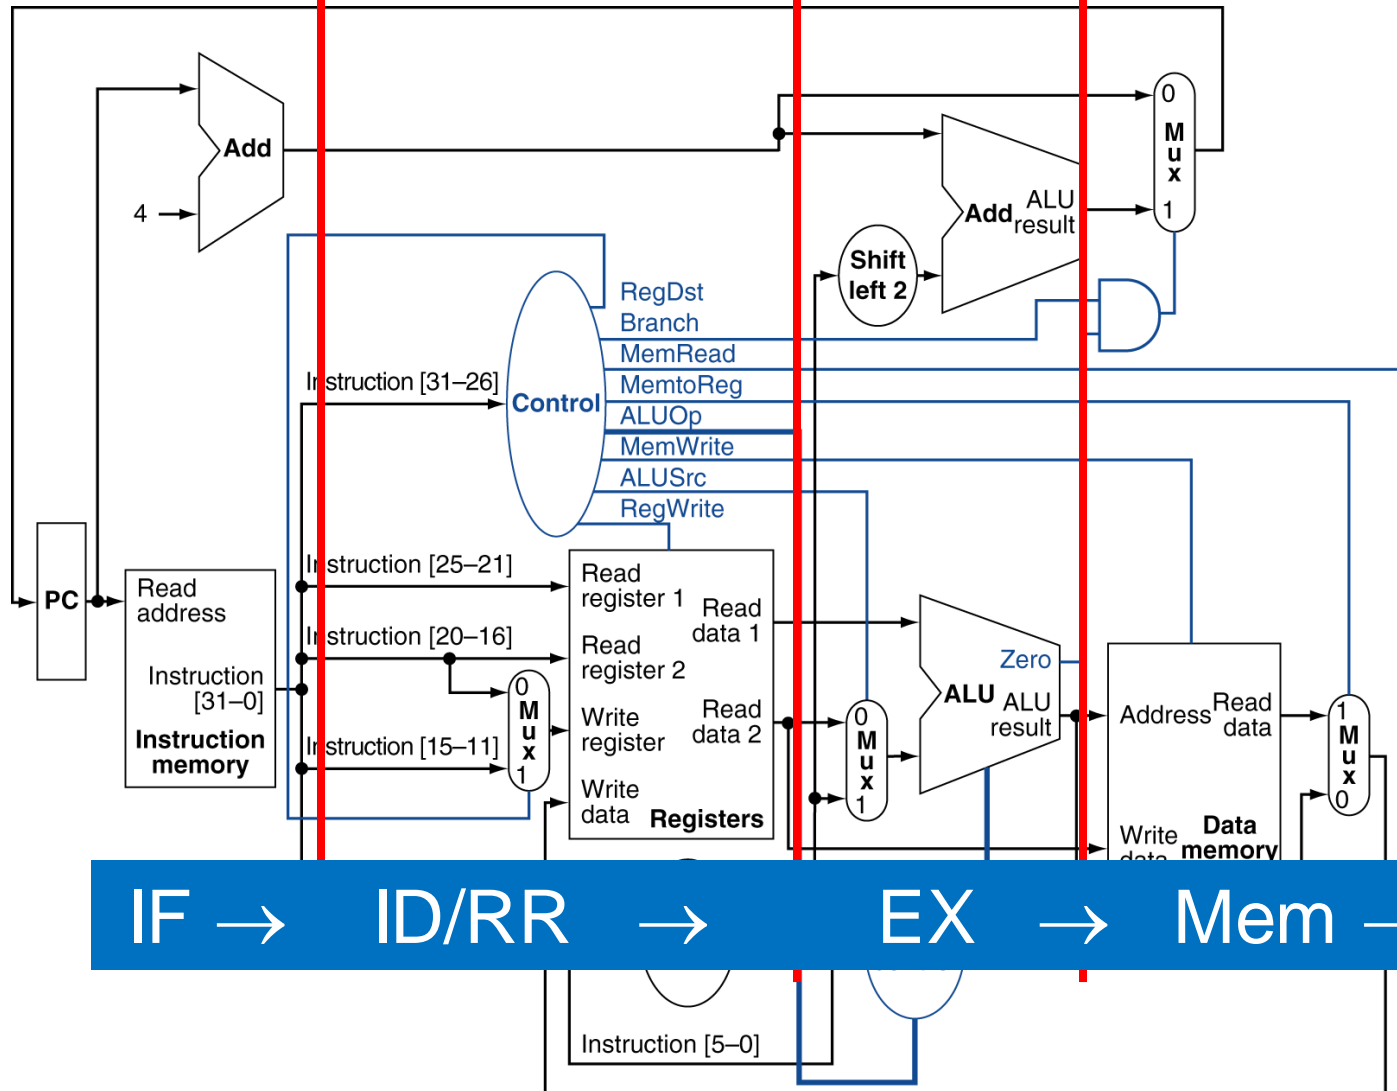 Add
4
RegDst
Branch
MemRead
MemtoReg
ALUOp
MemWrite
ALUSrc
RegWrite
Control
Instruction [31–26]
Instruction [25–21]
Instruction [20–16]
Instruction [15–11]
PC
Read
address
Instruction
[31–0]
Instruction
memory
0
M
u
x
1
Read
register 1
Read
register 2
Write
register
Write
data
Read
data 1
Read
data 2
Registers
Shift
left 2
Add
ALU
result
0
M
u
x
1
0
M
u
x
1
Zero
ALU
ALU
result
Address
Read
data
Write
data
Data
memory
1
M
u
x
0
IF → ID/RR → EX → Mem →
Instruction [5–0]